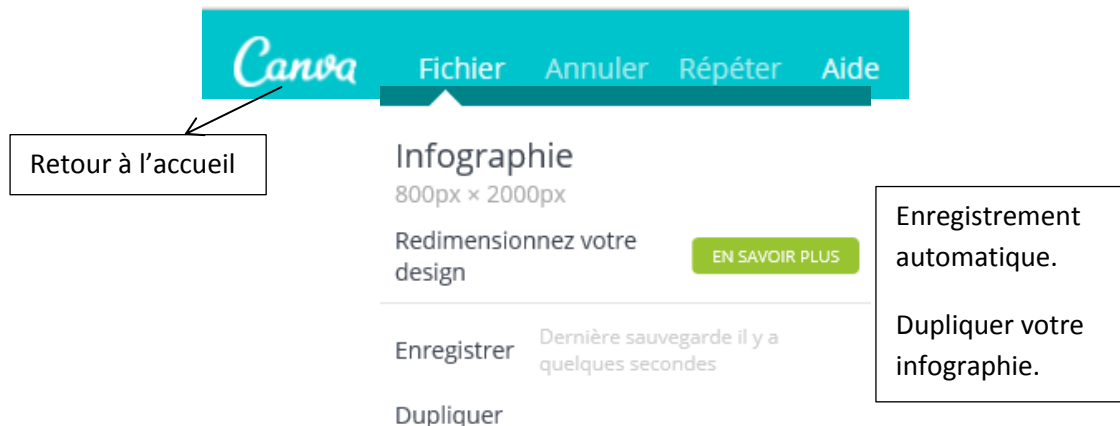 Canva Fichier Annuler Répéter Aide
Retour à l’accueil
Infographie
800px × 2000px
Redimensionnez votre
design
EN SAVOIR PLUS
Enregistrer
Dernière sauvegarde il y a
quelques secondes
Dupliquer
Enregistrement
automatique.
Dupliquer votre
infographie.